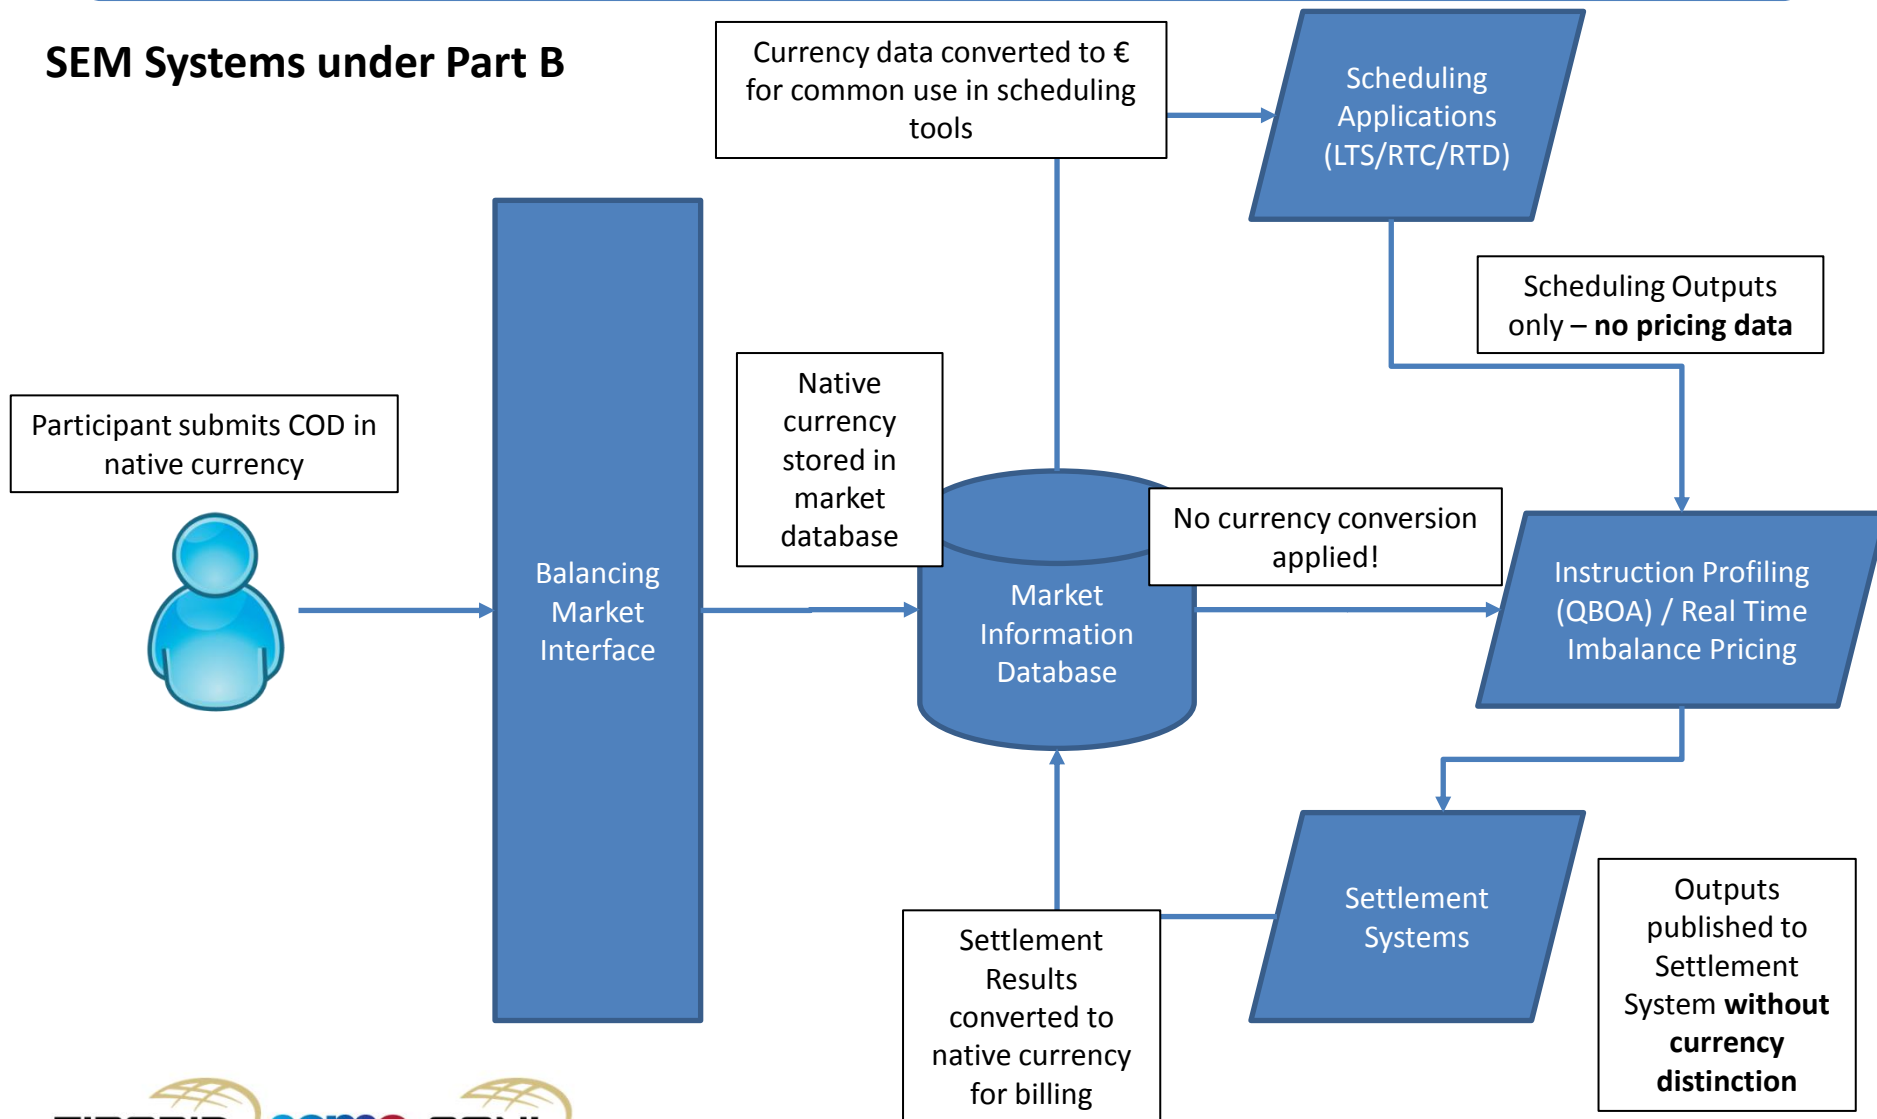 SEM Systems under Part B
Currency data converted to €
for common use in scheduling
tools
Scheduling
Applications
(LTS/RTC/RTD)
Scheduling Outputs
only – no pricing data
Participant submits COD in
native currency
Native
currency
stored in
market
database
No currency conversion
applied!
Balancing
Market
Interface
Market
Information
Database
Instruction Profiling
(QBOA) / Real Time
Imbalance Pricing
Settlement
Systems
Settlement
Results
converted to
native currency
for billing
Outputs
published to
Settlement
System without
currency
distinction